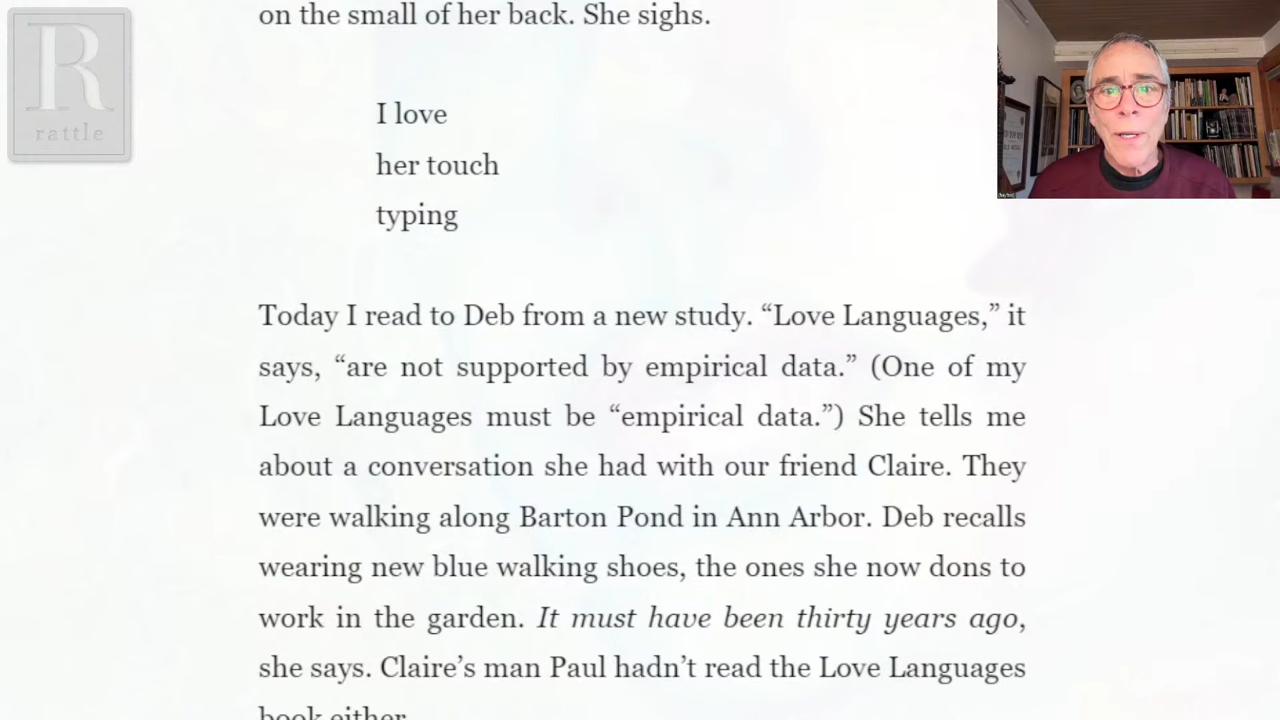 R
rattle
on the small of her back. She sighs.
I love
her touch
typing
Today I read to Deb from a new study. “Love Languages,” it
says, “are not supported by empirical data.” (One of my
Love Languages must be “empirical data.”) She tells me
about a conversation she had with our friend Claire. They
were walking along Barton Pond in Ann Arbor. Deb recalls
wearing new blue walking shoes, the ones she now dons to
work in the garden. It must have been thirty years ago,
she says. Claire’s man Paul hadn’t read the Love Languages
book either.